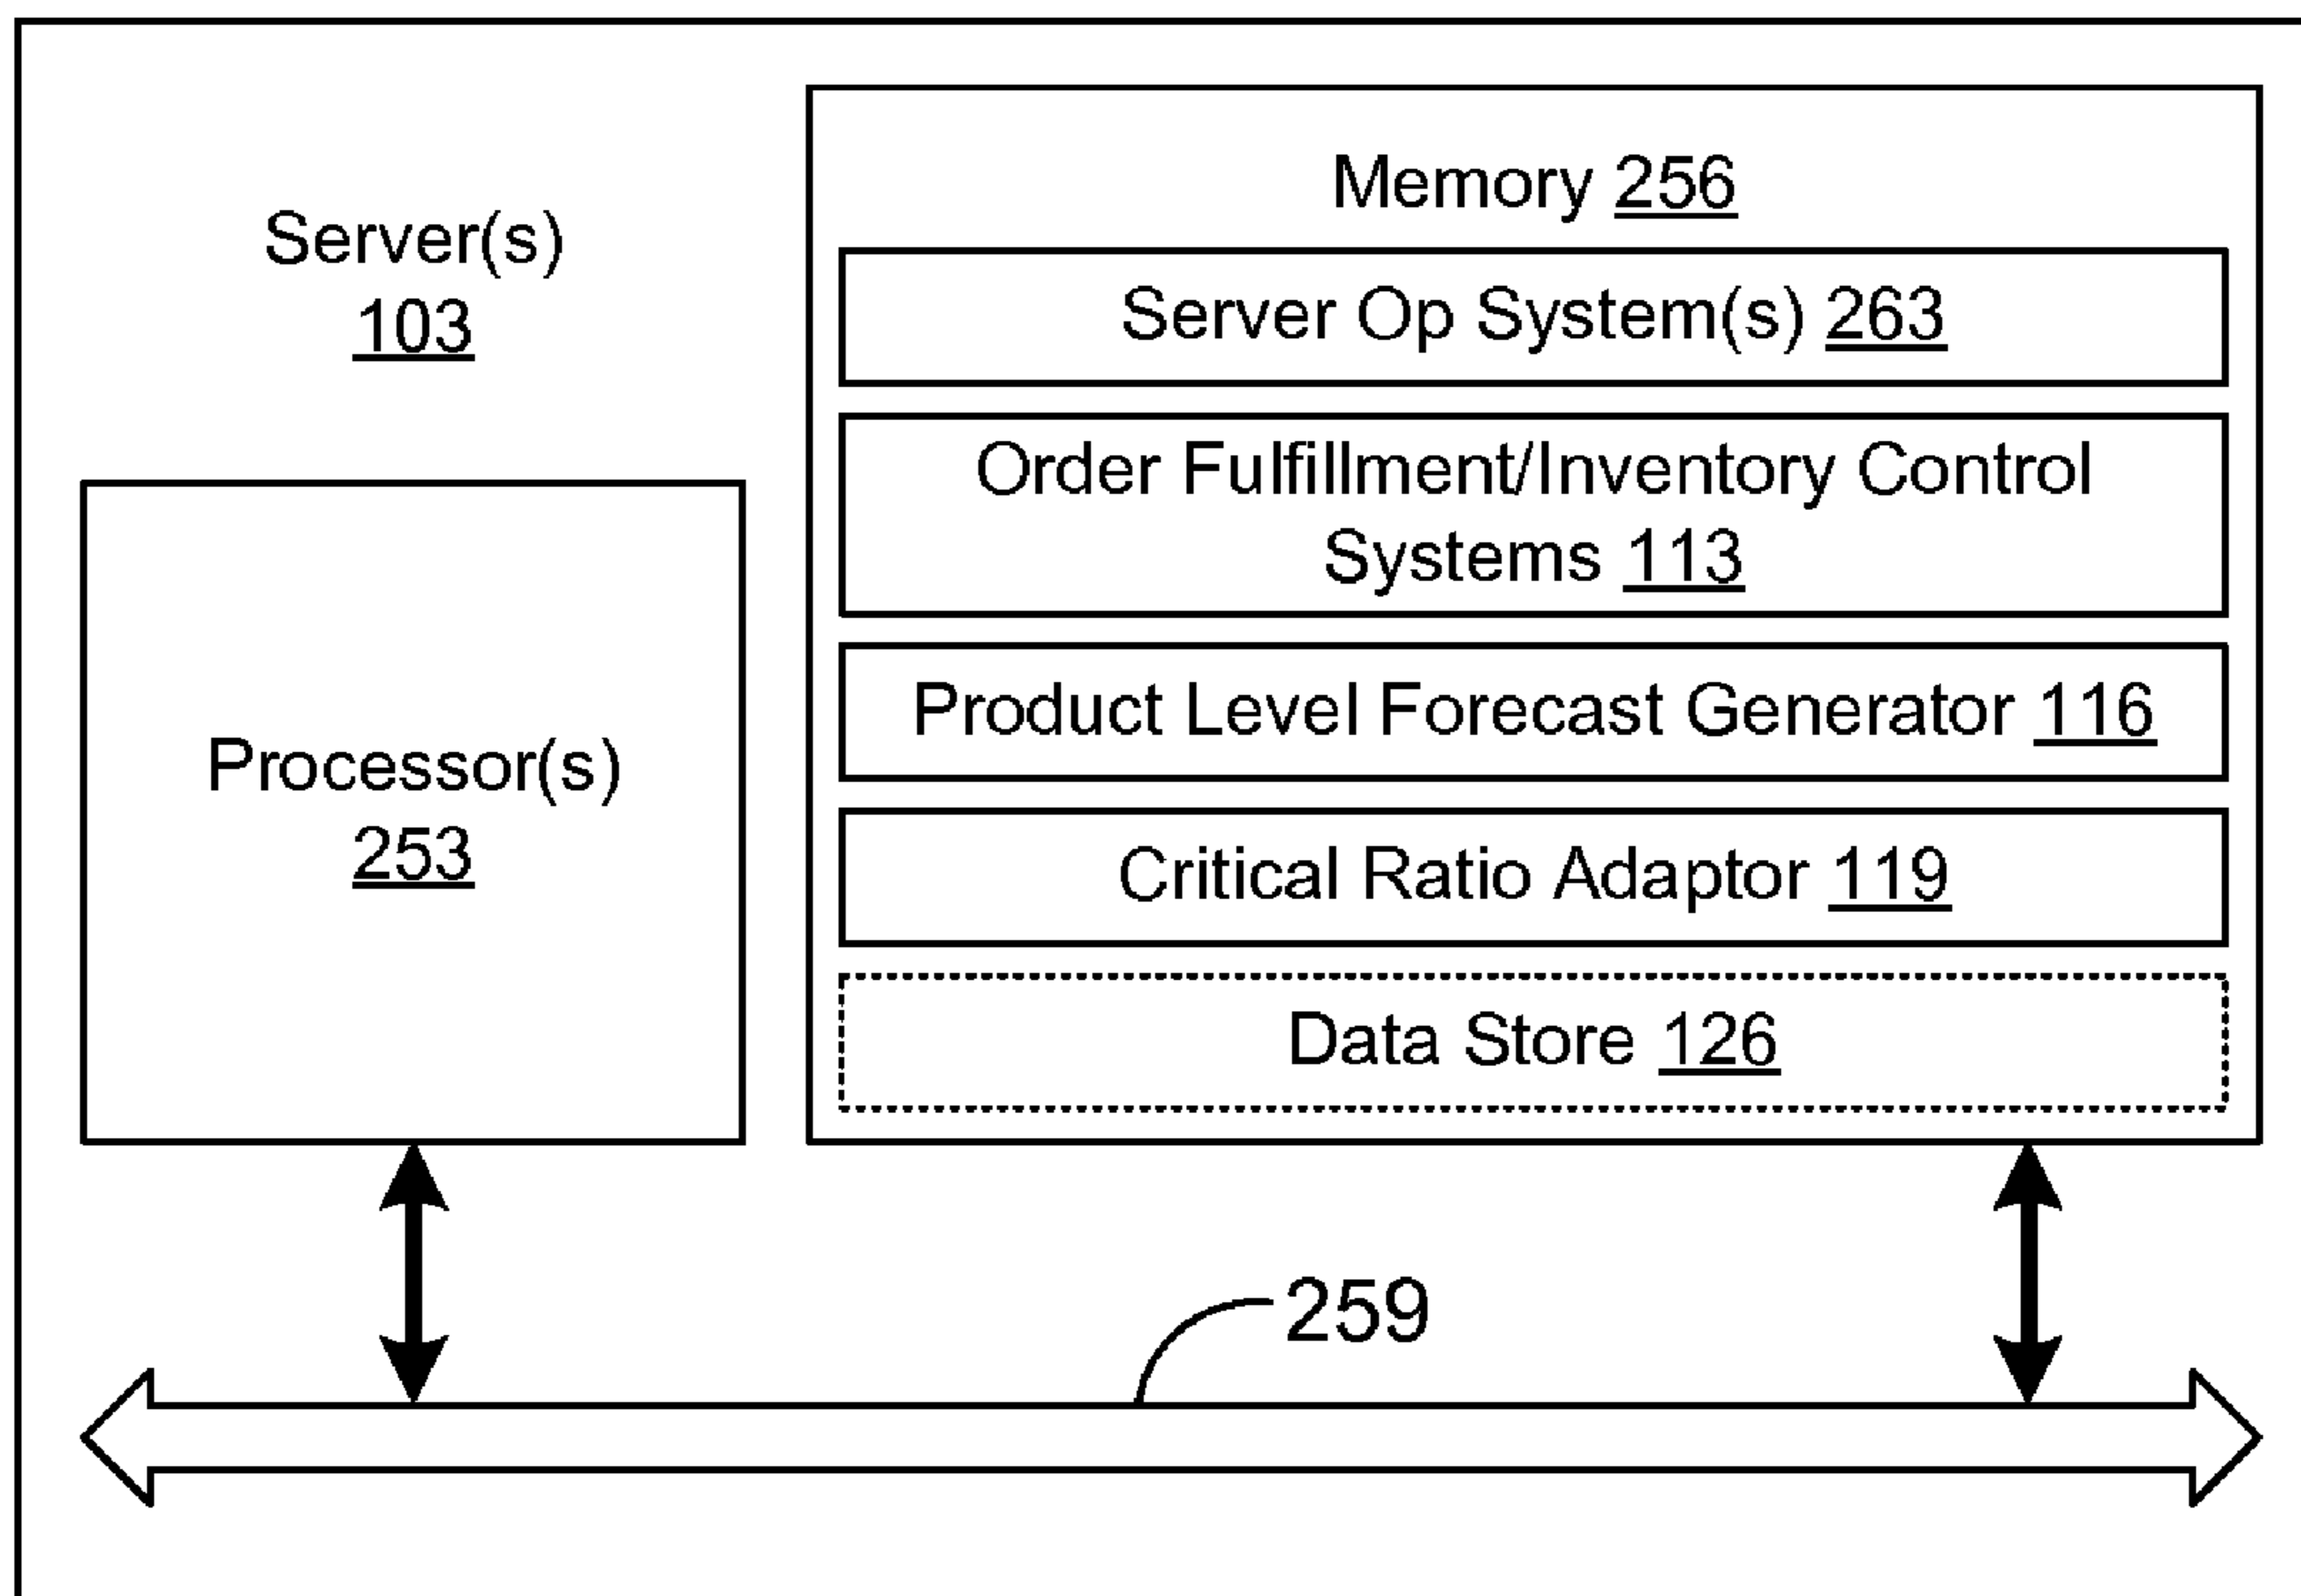 Server(s)
103
Processor(s)
253
Memory 256
Server Op System(s) 263
Order Fulfillment/Inventory Control
Systems 113
Product Level Forecast Generator 116
Critical Ratio Adaptor 119
Data Store 126
259